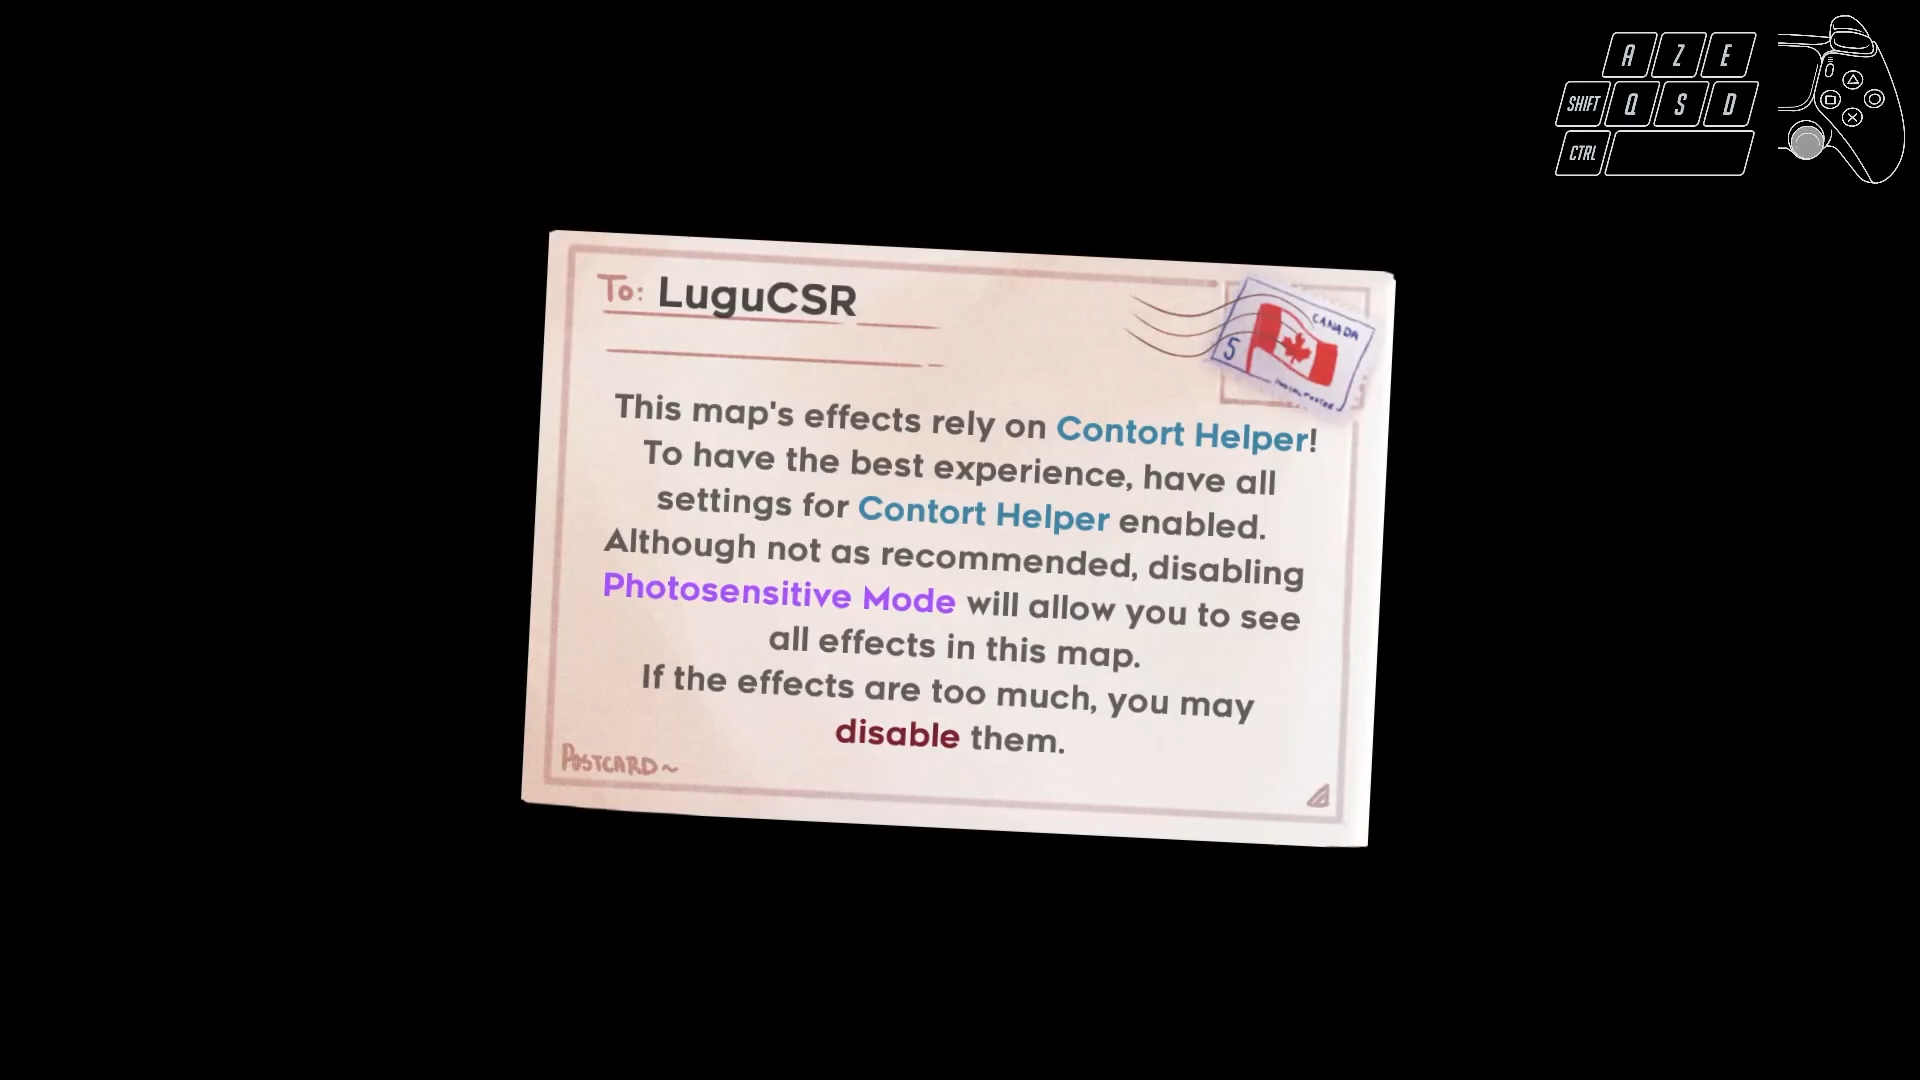 A Z E
SHIFT Q S D
CTRL
To: LuguCSR
CANADA
5
This map's effects rely on Contort Helper!
To have the best experience, have all
settings for Contort Helper enabled.
Although not as recommended, disabling
Photosensitive Mode will allow you to see
all effects in this map.
If the effects are too much, you may
disable them.
POSTCARD~